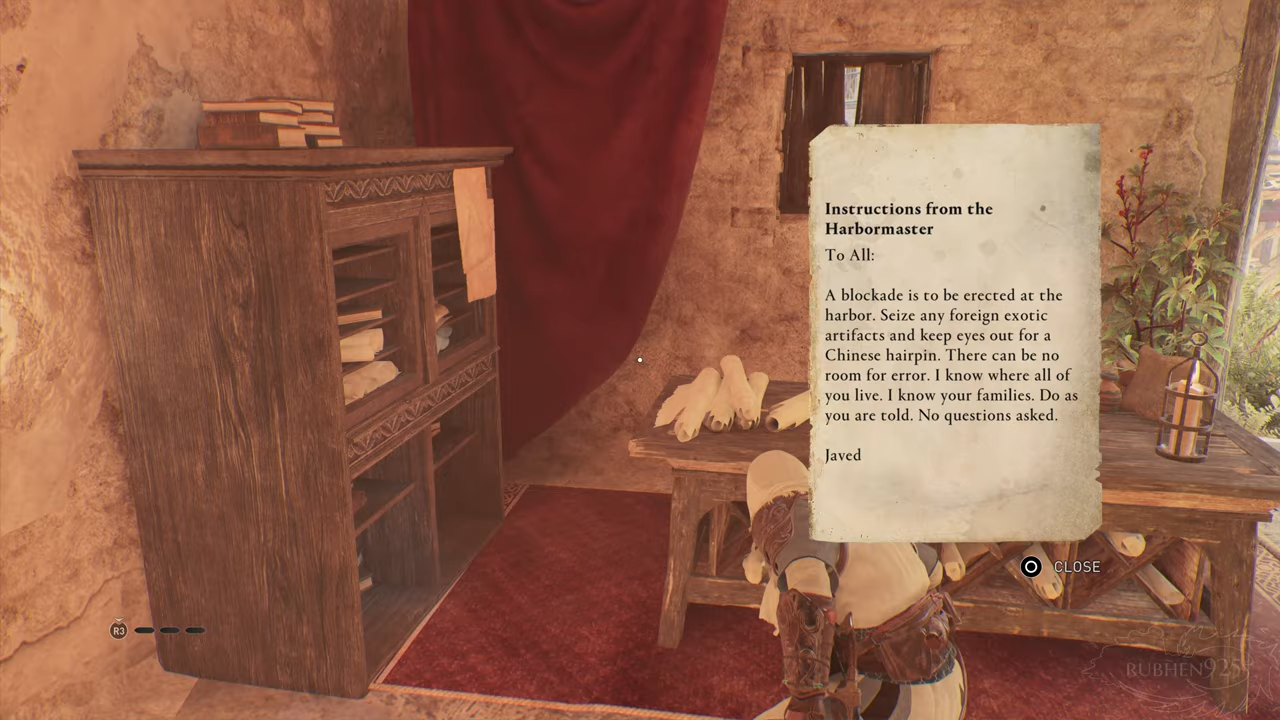 Instructions from the
Harbormaster
To All:
A blockade is to be erected at the
harbor. Seize any foreign exotic
artifacts and keep eyes out for a
Chinese hairpin. There can be no
room for error. I know where all of
you live. I know your families. Do as
you are told. No questions asked.
Javed
CLOSE
R3
RUBHEN925